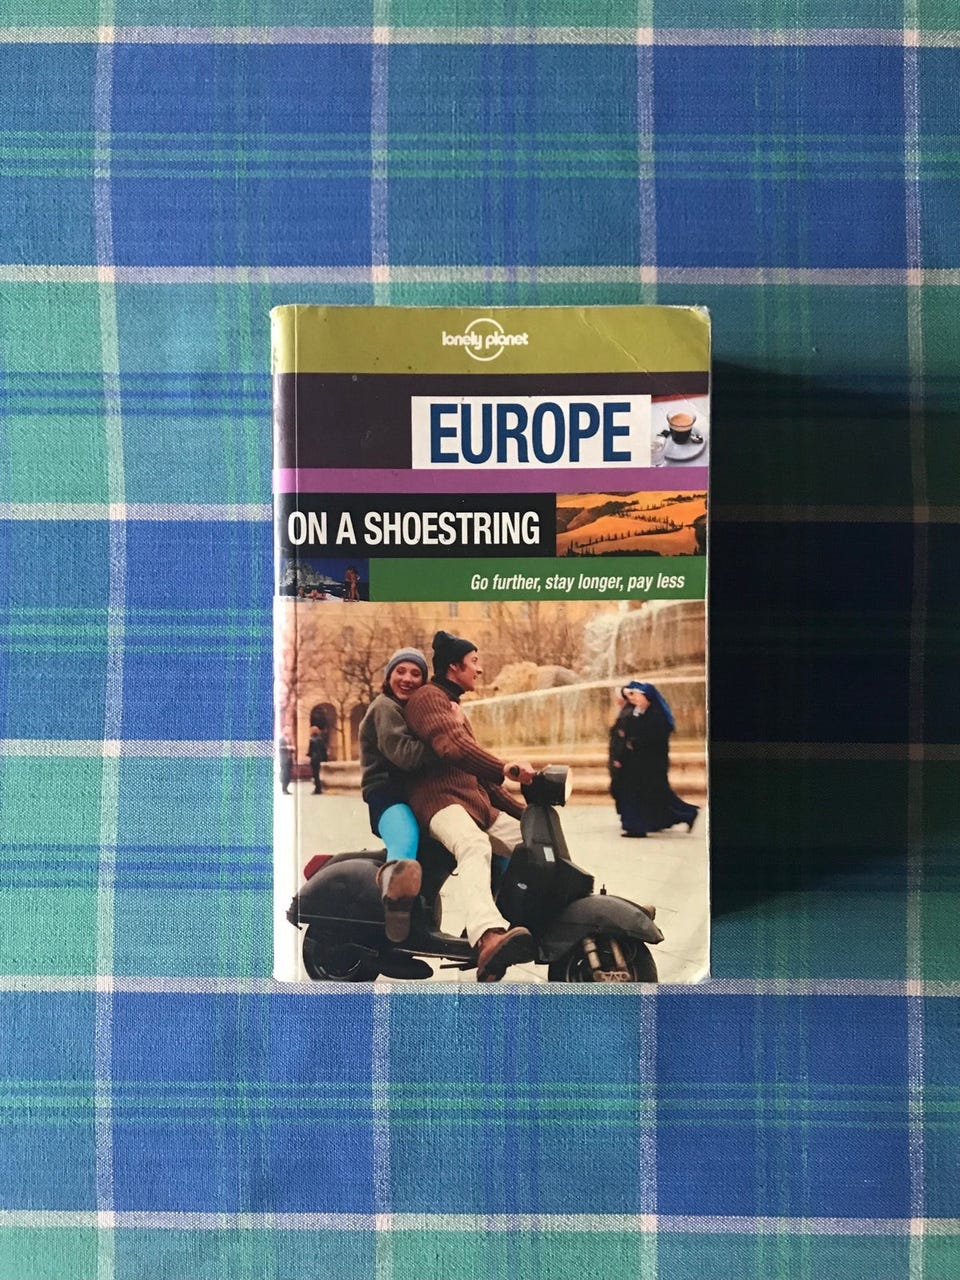 lonely planet
EUROPE
ON A SHOESTRING
Go further, stay longer, pay less